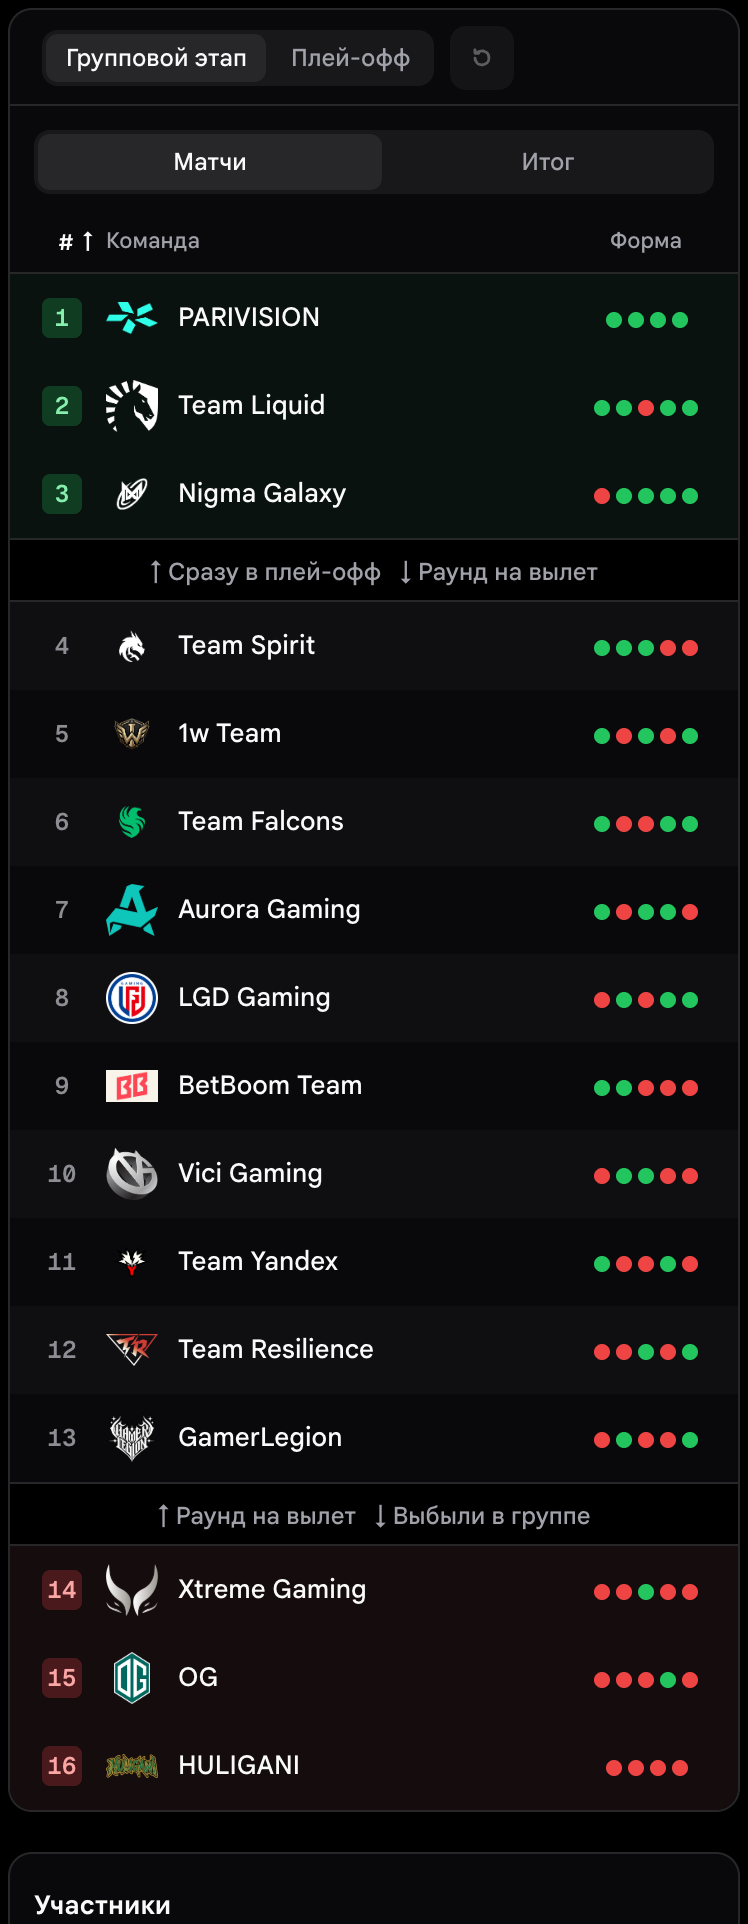 Групповой этап Плей-офф
Матчи Итог
# ↑ Команда Форма
1 PARIVISION
2 Team Liquid
3 Nigma Galaxy
↑ Сразу в плей-офф ↓ Раунд на вылет
4 Team Spirit
5 1w Team
6 Team Falcons
7 Aurora Gaming
8 LGD Gaming
9 BetBoom Team
10 Vici Gaming
11 Team Yandex
12 Team Resilience
13 GamerLegion
↑ Раунд на вылет ↓ Выбыли в группе
14 Xtreme Gaming
15 OG
16 HULIGANI
Участники